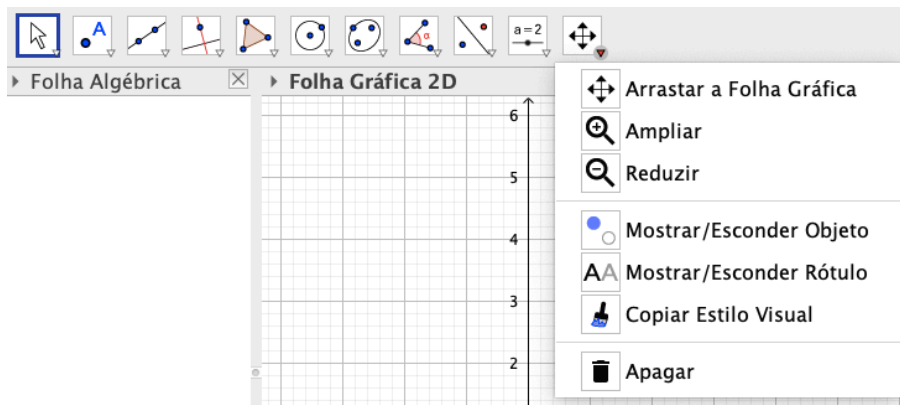 A
α
a=2
Folha Algébrica
Folha Gráfica 2D
6
5
4
3
2
Arrastar a Folha Gráfica
Ampliar
Reduzir
Mostrar/Esconder Objeto
AA Mostrar/Esconder Rótulo
Copiar Estilo Visual
Apagar